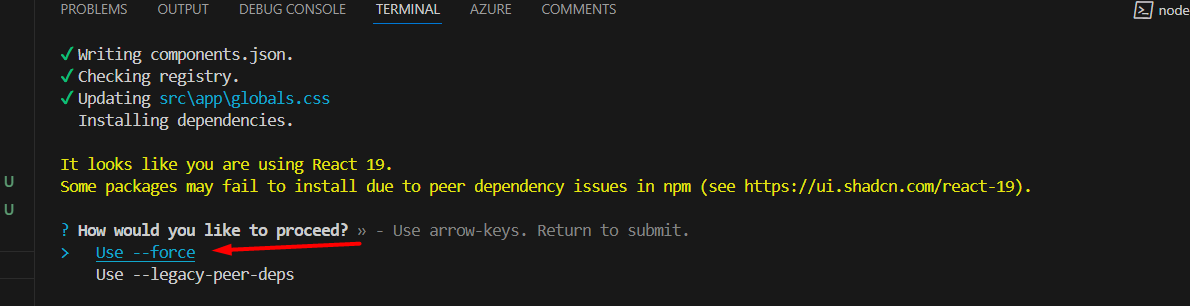 PROBLEMS OUTPUT DEBUG CONSOLE TERMINAL AZURE COMMENTS node
✓ Writing components.json.
✓ Checking registry.
✓ Updating src\app\globals.css
Installing dependencies.
It looks like you are using React 19.
Some packages may fail to install due to peer dependency issues in npm (see https://ui.shadcn.com/react-19).
U
U
? How would you like to proceed? » - Use arrow-keys. Return to submit.
> Use --force
Use --legacy-peer-deps